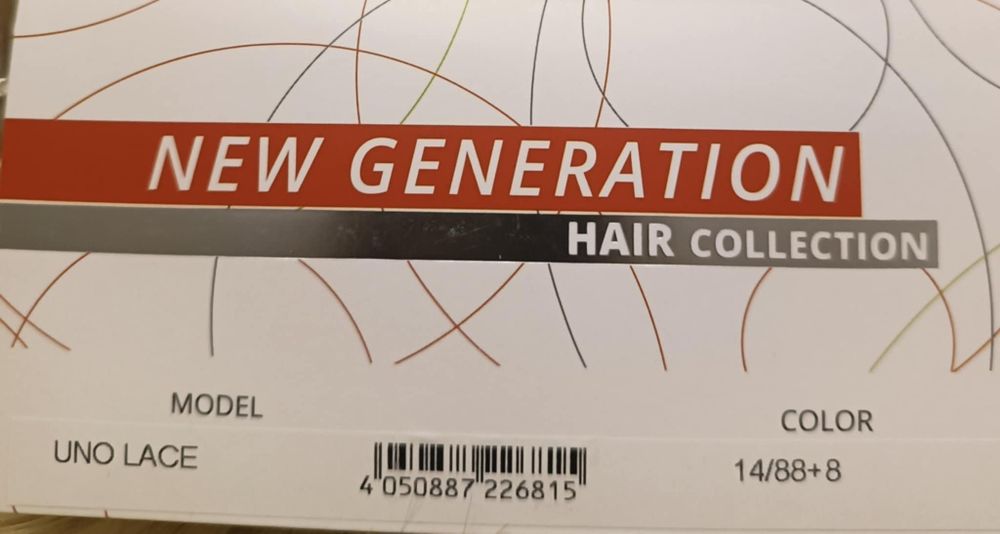 NEW GENERATION
HAIR COLLECTION
MODEL
COLOR
UNO LACE
14/88+8
4 050887 226815